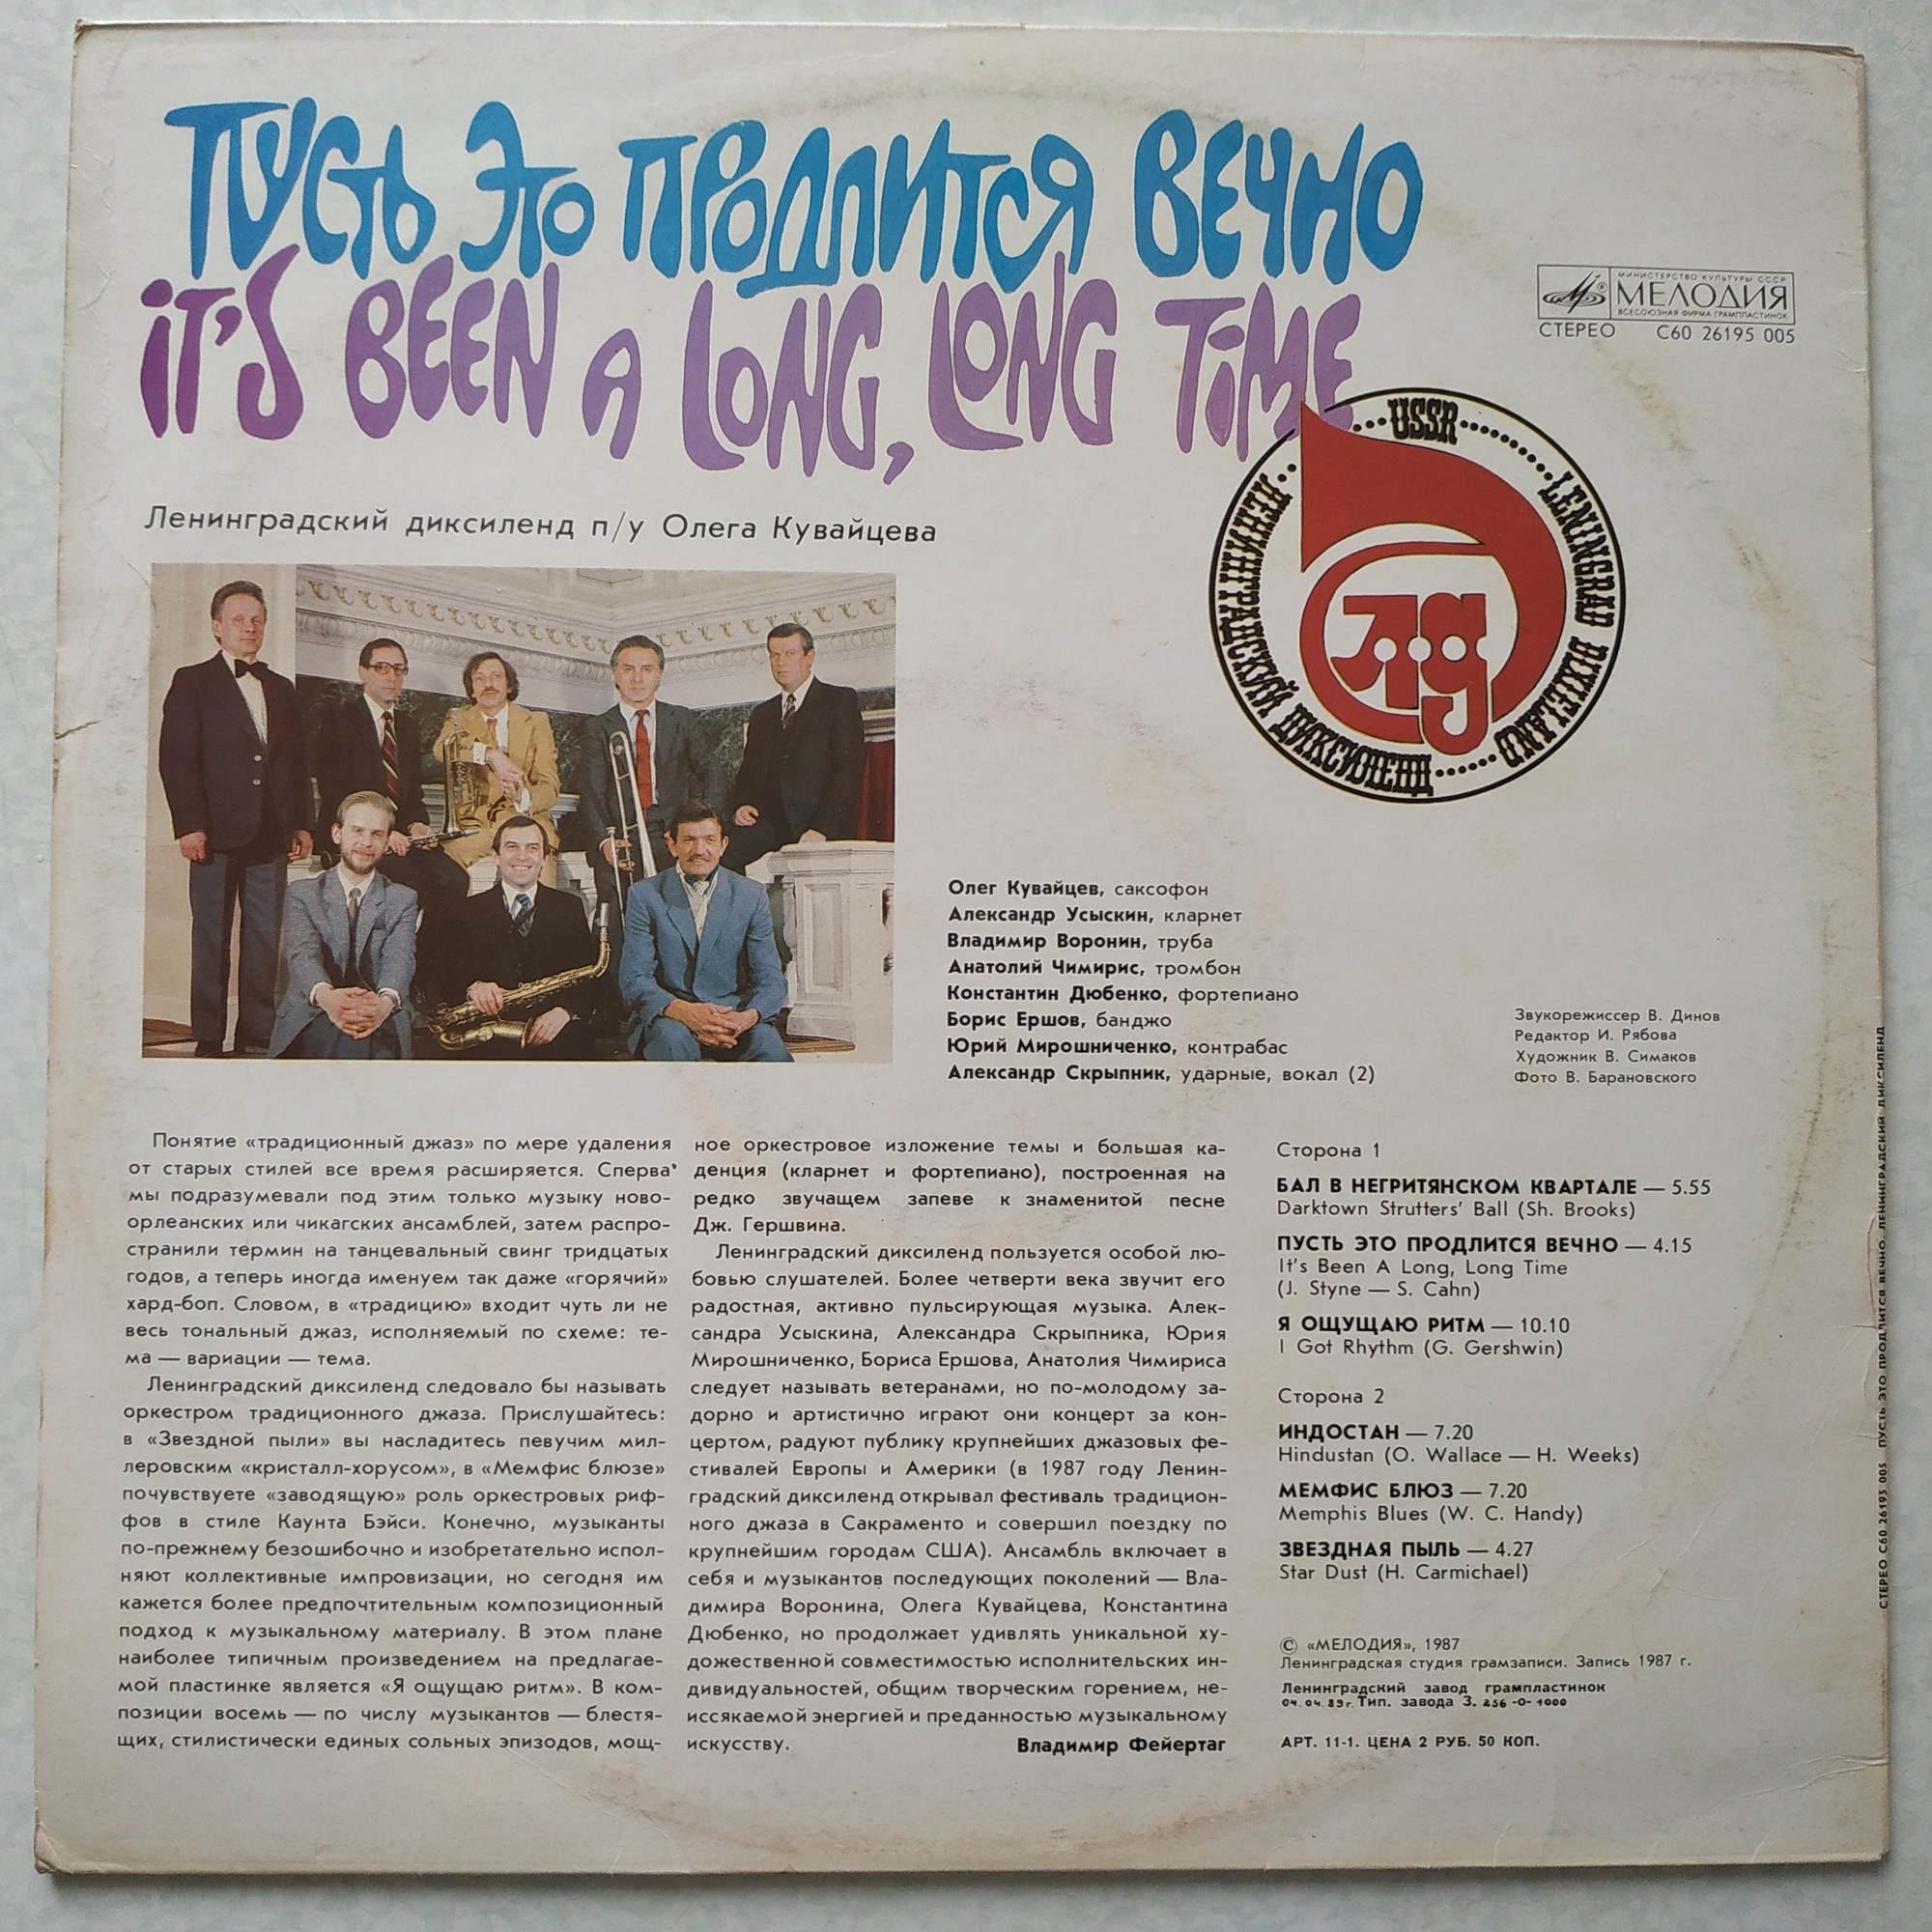 ПУСТЬ ЭТО ПРОДЛИТСЯ ВЕЧНО
IT'S BEEN A LONG, LONG TIME
МИНИСТЕРСТВО КУЛЬТУРЫ СССР
МЕЛОДИЯ
ВСЕСОЮЗНАЯ ФИРМА ГРАМПЛАСТИНОК
СТЕРЕО С60 26195 005
Ленинградский диксиленд п/у Олега Кувайцева
USSR
LENINGRAD DIXIELAND
ЛЕНИНГРАДСКИЙ ДИКСИЛЕНД
ЛД
Олег Кувайцев, саксофон
Александр Усыскин, кларнет
Владимир Воронин, труба
Анатолий Чимирис, тромбон
Константин Дюбенко, фортепиано
Борис Ершов, банджо
Юрий Мирошниченко, контрабас
Александр Скрыпник, ударные, вокал (2)
Звукорежиссер В. Динов
Редактор И. Рябова
Художник В. Симаков
Фото В. Барановского
Понятие «традиционный джаз» по мере удаления
от старых стилей все время расширяется. Сперва
мы подразумевали под этим только музыку ново-
орлеанских или чикагских ансамблей, затем распро-
странили термин на танцевальный свинг тридцатых
годов, а теперь иногда именуем так даже «горячий»
хард-боп. Словом, в «традицию» входит чуть ли не
весь тональный джаз, исполняемый по схеме: те-
ма — вариации — тема.
Ленинградский диксиленд следовало бы называть
оркестром традиционного джаза. Прислушайтесь:
в «Звездной пыли» вы насладитесь певучим мил-
леровским «кристалл-хорусом», в «Мемфис блюзе»
почувствуете «заводящую» роль оркестровых риф-
фов в стиле Каунта Бэйси. Конечно, музыканты
по-прежнему безошибочно и изобретательно испол-
няют коллективные импровизации, но сегодня им
кажется более предпочтительным композиционный
подход к музыкальному материалу. В этом плане
наиболее типичным произведением на предлагае-
мой пластинке является «Я ощущаю ритм». В ком-
позиции восемь — по числу музыкантов — блестя-
щих, стилистически единых сольных эпизодов, мощ-
ное оркестровое изложение темы и большая ка-
денция (кларнет и фортепиано), построенная на
редко звучащем запеве к знаменитой песне
Дж. Гершвина.
Ленинградский диксиленд пользуется особой лю-
бовью слушателей. Более четверти века звучит его
радостная, активно пульсирующая музыка. Алек-
сандра Усыскина, Александра Скрыпника, Юрия
Мирошниченко, Бориса Ершова, Анатолия Чимириса
следует называть ветеранами, но по-молодому за-
дорно и артистично играют они концерт за кон-
цертом, радуют публику крупнейших джазовых фе-
стивалей Европы и Америки (в 1987 году Ленин-
градский диксиленд открывал фестиваль традицион-
ного джаза в Сакраменто и совершил поездку по
крупнейшим городам США). Ансамбль включает в
себя и музыкантов последующих поколений — Вла-
димира Воронина, Олега Кувайцева, Константина
Дюбенко, но продолжает удивлять уникальной ху-
дожественной совместимостью исполнительских ин-
дивидуальностей, общим творческим горением, не-
иссякаемой энергией и преданностью музыкальному
искусству.
Владимир Фейертаг
Сторона 1
БАЛ В НЕГРИТЯНСКОМ КВАРТАЛЕ — 5.55
Darktown Strutters' Ball (Sh. Brooks)
ПУСТЬ ЭТО ПРОДЛИТСЯ ВЕЧНО — 4.15
It's Been A Long, Long Time
(J. Styne — S. Cahn)
Я ОЩУЩАЮ РИТМ — 10.10
I Got Rhythm (G. Gershwin)
Сторона 2
ИНДОСТАН — 7.20
Hindustan (O. Wallace — H. Weeks)
МЕМФИС БЛЮЗ — 7.20
Memphis Blues (W. C. Handy)
ЗВЕЗДНАЯ ПЫЛЬ — 4.27
Star Dust (H. Carmichael)
© «МЕЛОДИЯ», 1987
Ленинградская студия грамзаписи. Запись 1987 г.
Ленинградский завод грампластинок
04.04.89г. Тип. завода З. 256-0-1000
АРТ. 11-1. ЦЕНА 2 РУБ. 50 КОП.
СТЕРЕО С60 26195 005 ПУСТЬ ЭТО ПРОДЛИТСЯ ВЕЧНО. ЛЕНИНГРАДСКИЙ ДИКСИЛЕНД